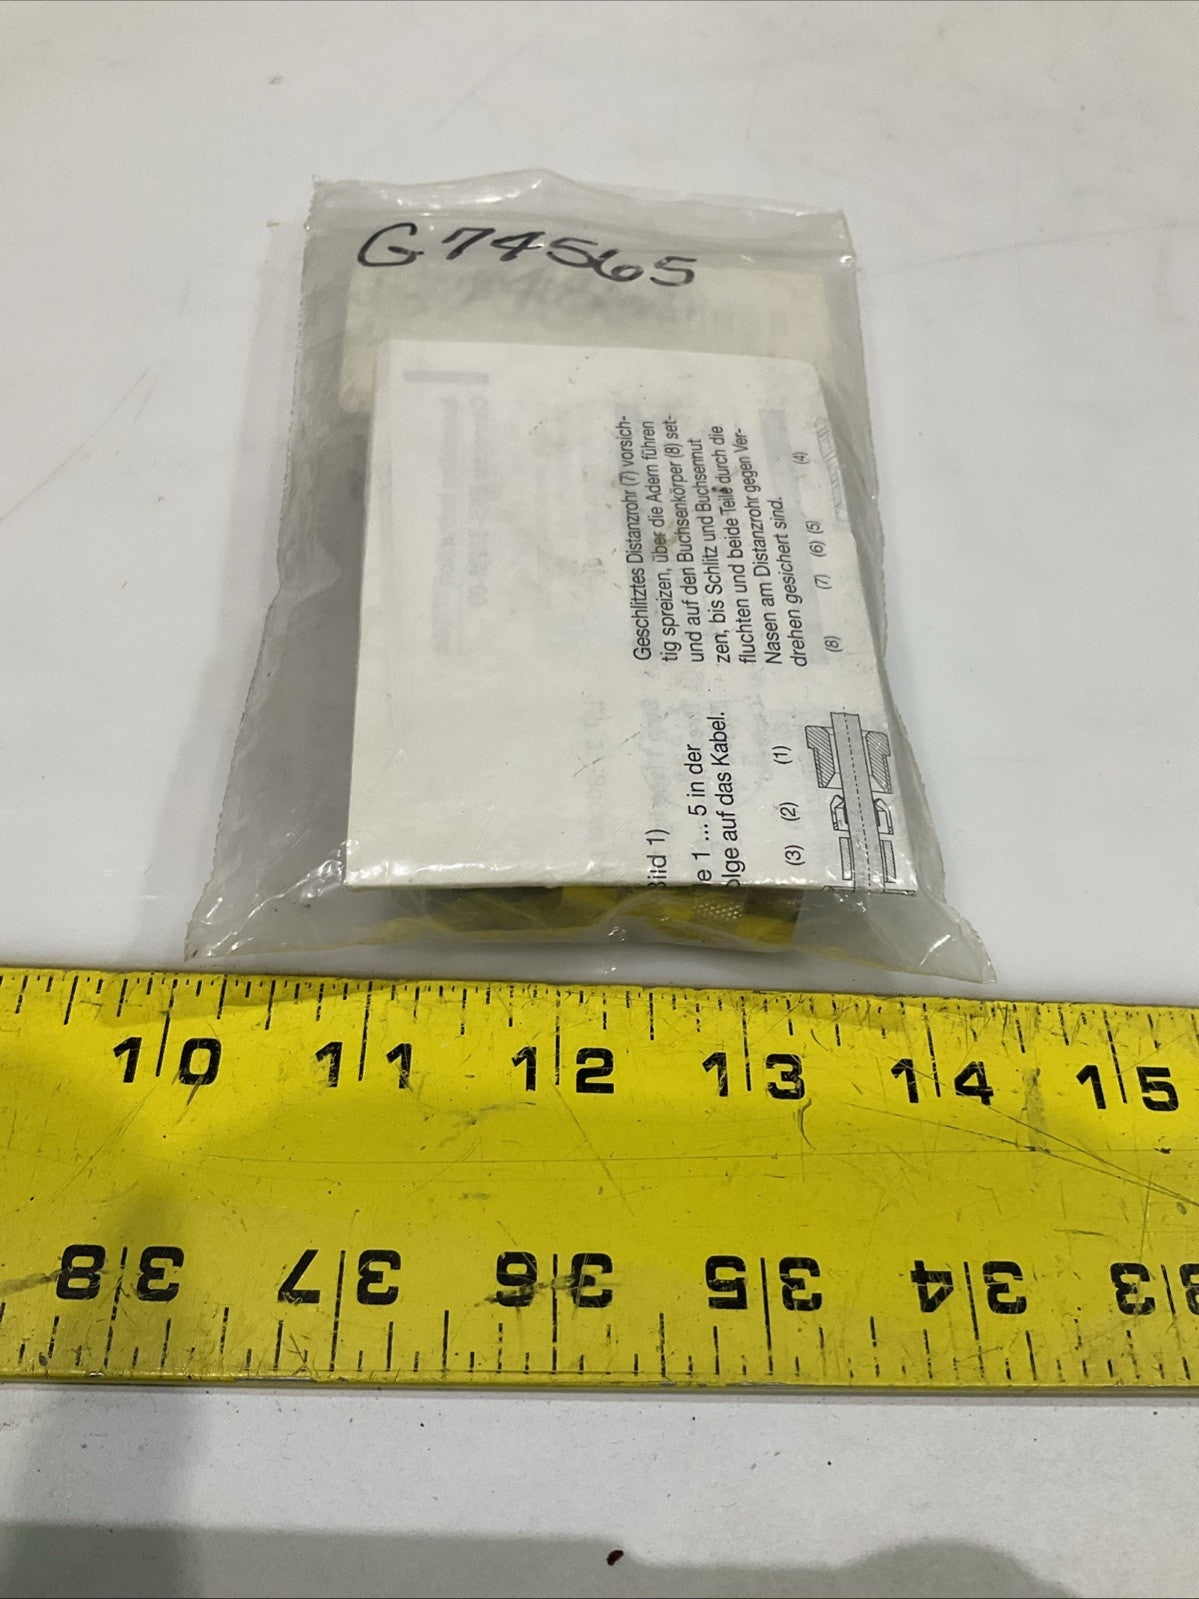 G 74565
Geschlitztes Distanzrohr (7) vorsich-
tig spreizen, über die Adern führen
und auf den Buchsenkörper (8) set-
zen, bis Schlitz und Buchsennut
fluchten und beide Teile durch die
Nasen am Distanzrohr gegen Ver-
drehen gesichert sind.
(8) (7) (6) (5) (4)
Bild 1)
e 1 ... 5 in der
olge auf das Kabel.
(3) (2) (1)
10 11 12 13 14 15
38 37 36 35 34 33